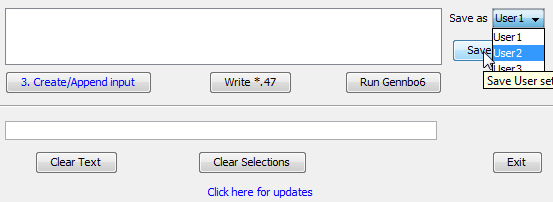 Save as User1
User1
User2
User3
Save
Save User set
3. Create/Append input
Write *.47
Run Gennbo6
Clear Text
Clear Selections
Exit
Click here for updates